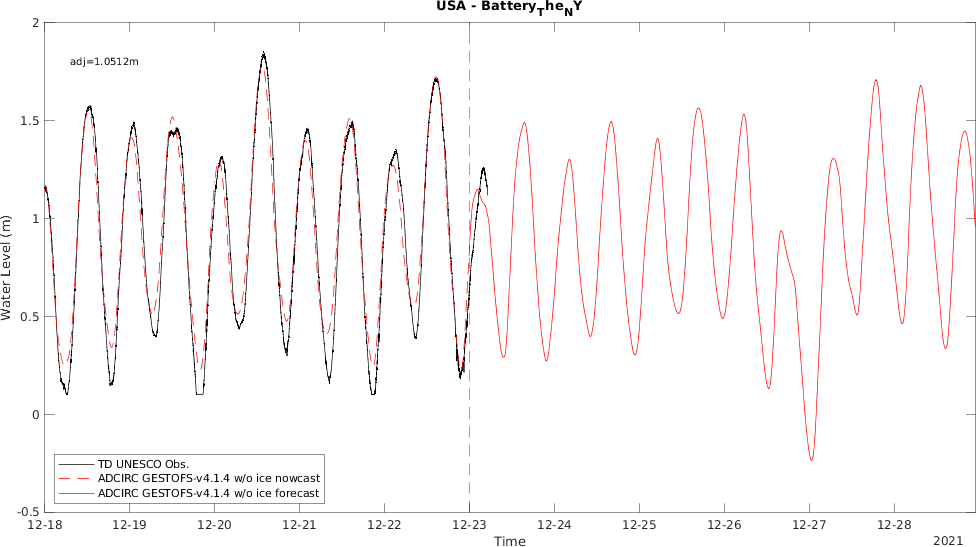 USA - BatteryTheNY
2
adj=1.0512m
1.5
1
0.5
0
-0.5
Water Level (m)
TD UNESCO Obs.
ADCIRC GESTOFS-v4.1.4 w/o ice nowcast
ADCIRC GESTOFS-v4.1.4 w/o ice forecast
12-18 12-19 12-20 12-21 12-22 12-23 12-24 12-25 12-26 12-27 12-28
Time
2021